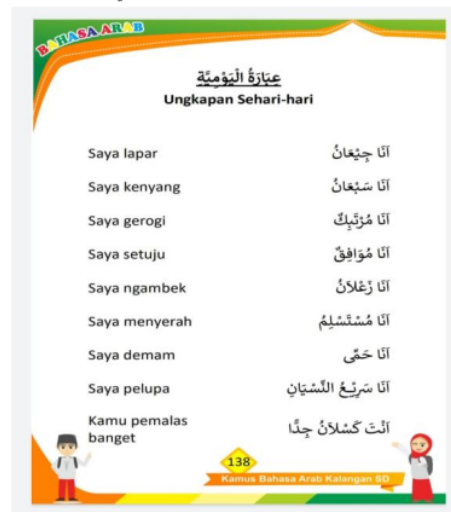 BAHASA ARAB
عِبَارَةُ الْيَوْمِيَّةِ
Ungkapan Sehari-hari
Saya lapar اَنَا جِيْعَانُ
Saya kenyang اَنَا سَبْعَانُ
Saya gerogi اَنَا مُرْتَبِكٌ
Saya setuju اَنَا مُوَافِقٌ
Saya ngambek اَنَا زَعْلَانُ
Saya menyerah اَنَا مُسْتَسْلِمٌ
Saya demam اَنَا حَمَّى
Saya pelupa اَنَا سَرِيْعُ النِّسْيَانِ
Kamu pemalas اَنْتَ كَسْلَانُ جِدًّا
banget
138
Kamus Bahasa Arab Kalangan SD